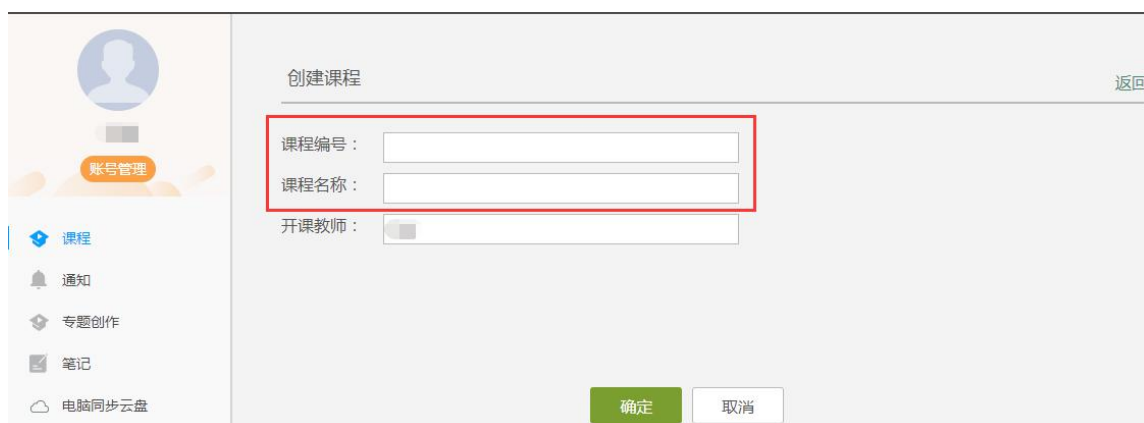 创建课程
返回
课程编号：
账号管理
课程名称：
开课教师：
课程
通知
专题创作
笔记
电脑同步云盘
确定
取消